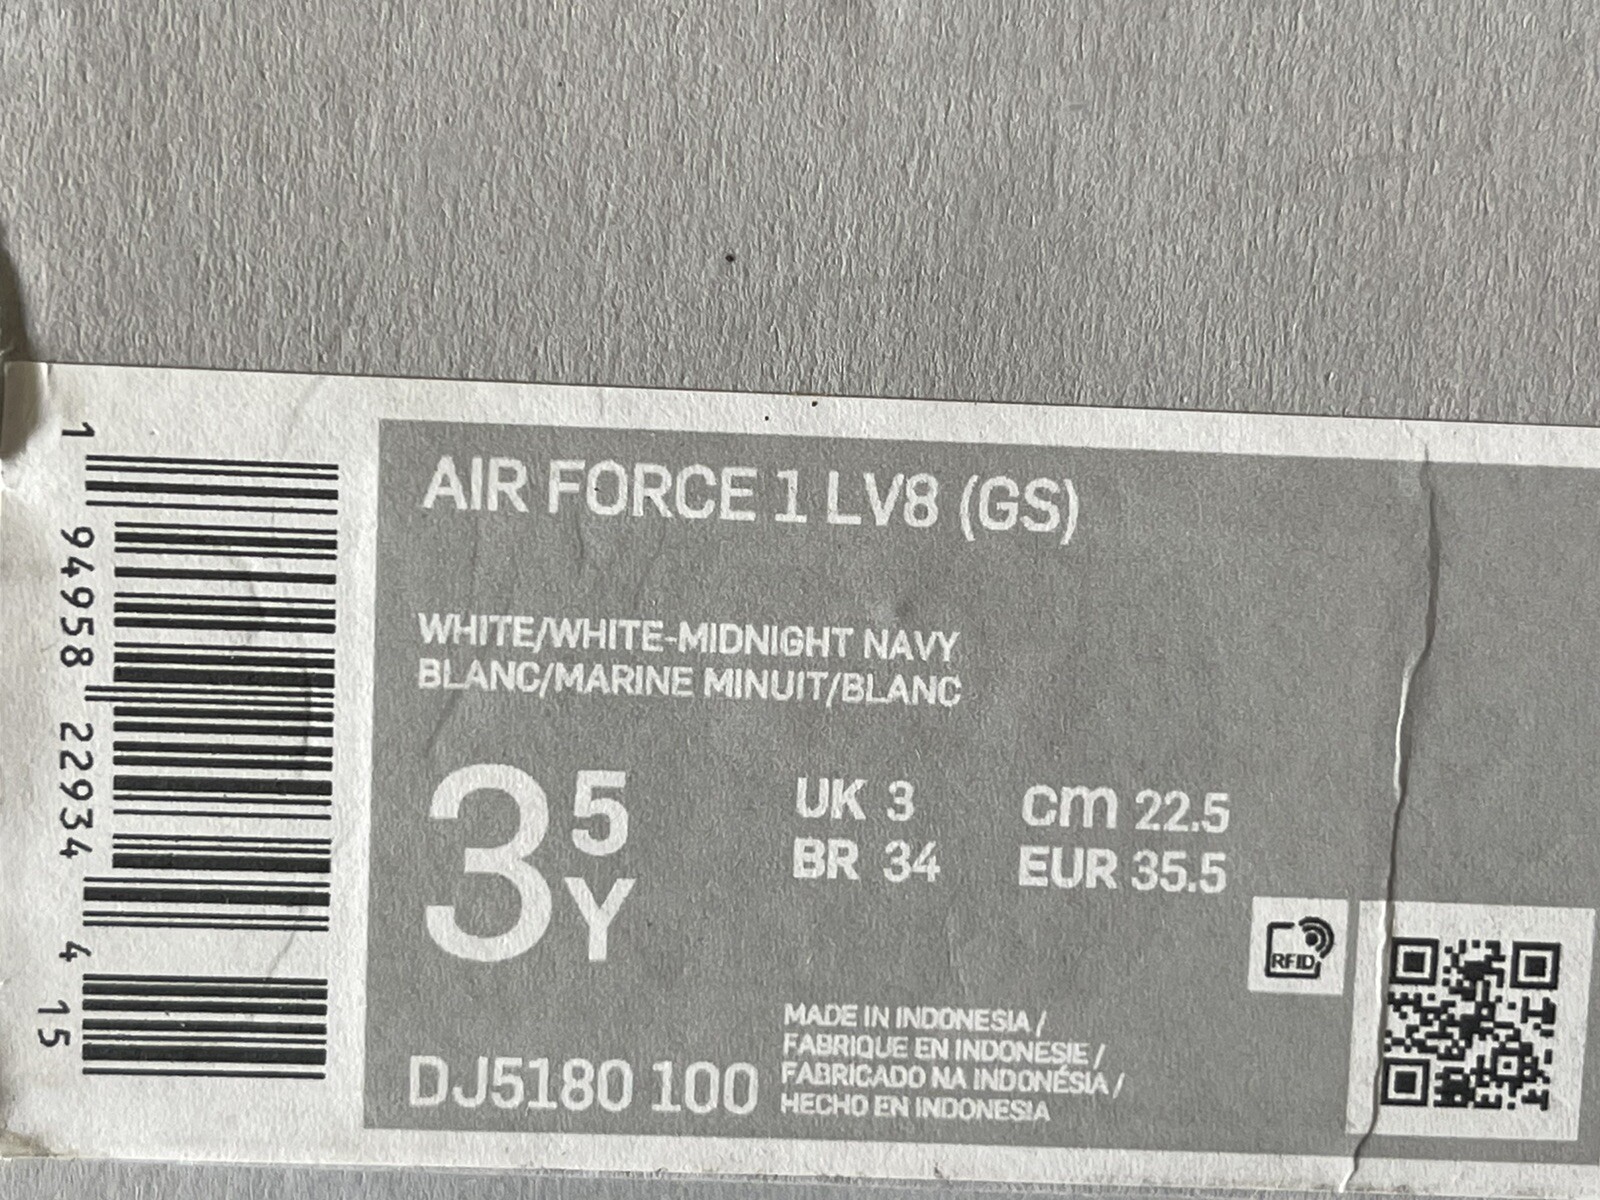 1 94958 22934 4 15
AIR FORCE 1 LV8 (GS)
WHITE/WHITE-MIDNIGHT NAVY
BLANC/MARINE MINUIT/BLANC
3 5 Y
UK 3 cm 22.5
BR 34 EUR 35.5
RFID
DJ5180 100
MADE IN INDONESIA /
FABRIQUE EN INDONESIE /
FABRICADO NA INDONÉSIA /
HECHO EN INDONESIA